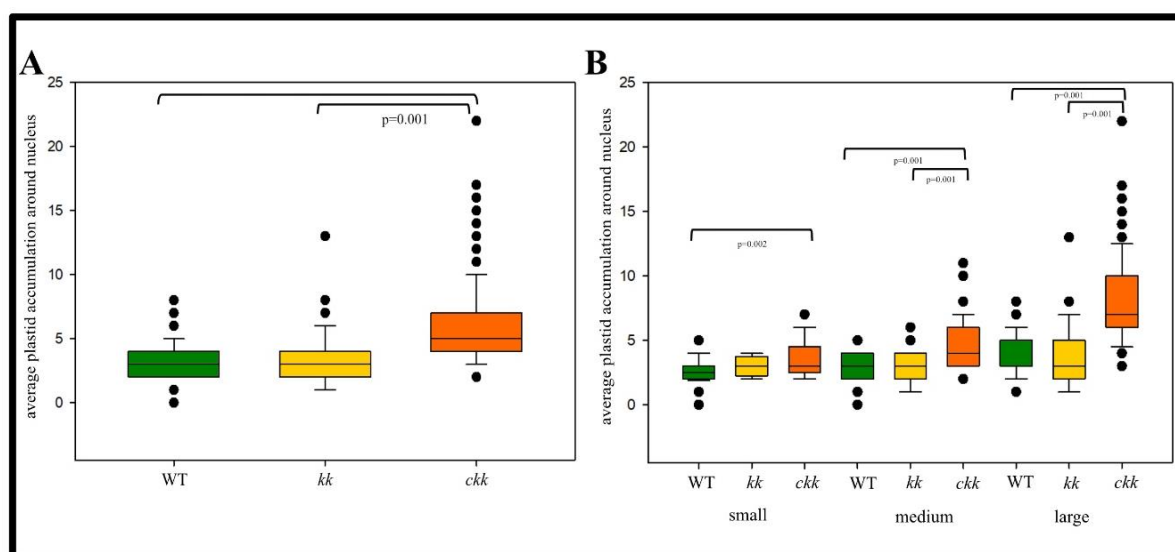 A
average plastid accumulation around nucleus
25
20
15
10
5
0
p=0.001
WT kk ckk
B
average plastid accumulation around nucleus
25
20
15
10
5
0
p=0.001
p=0.001
p=0.001
p=0.001
p=0.002
WT kk ckk WT kk ckk WT kk ckk
small medium large